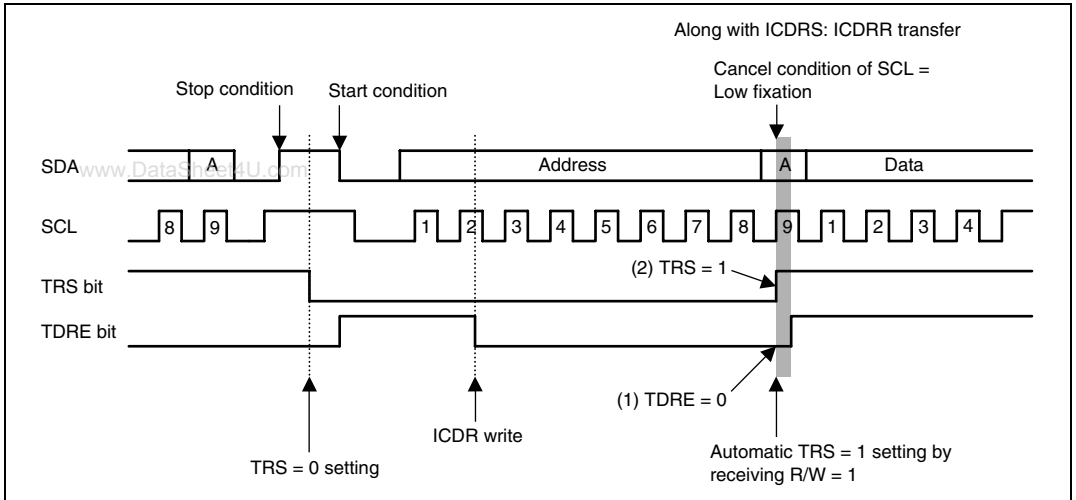 Along with ICDRS: ICDRR transfer
Cancel condition of SCL =
Low fixation
Stop condition
Start condition
SDA
A
Address
A
Data
www.DataSheet4U.com
SCL
8 9 1 2 3 4 5 6 7 8 9 1 2 3 4
(2) TRS = 1
TRS bit
TDRE bit
(1) TDRE = 0
ICDR write
TRS = 0 setting
Automatic TRS = 1 setting by
receiving R/W = 1